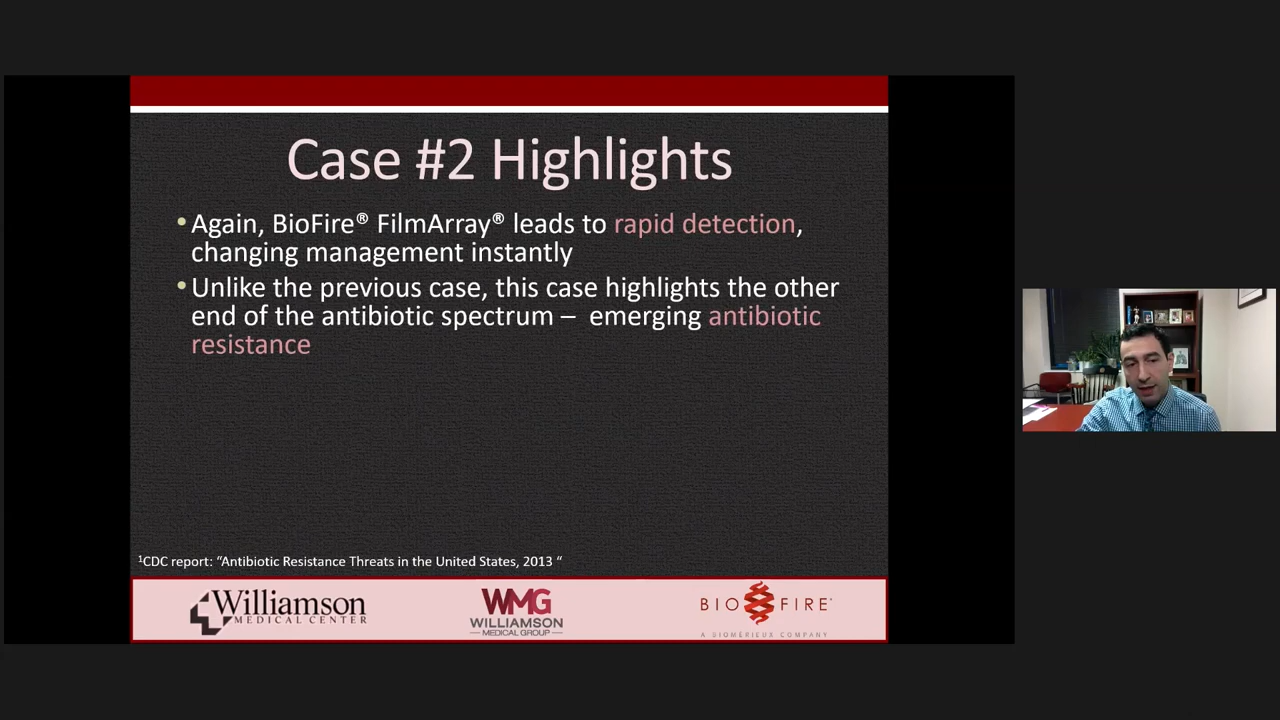 Case #2 Highlights
•Again, BioFire® FilmArray® leads to rapid detection,
changing management instantly
•Unlike the previous case, this case highlights the other
end of the antibiotic spectrum – emerging antibiotic
resistance
¹CDC report: “Antibiotic Resistance Threats in the United States, 2013 “
Williamson
MEDICAL CENTER
WMG
WILLIAMSON
MEDICAL GROUP
BIO FIRE
A BIOMÉRIEUX COMPANY